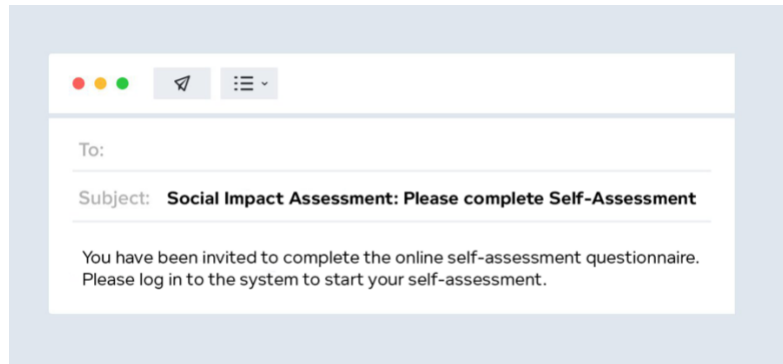 To:
Subject: Social Impact Assessment: Please complete Self-Assessment
You have been invited to complete the online self-assessment questionnaire.
Please log in to the system to start your self-assessment.